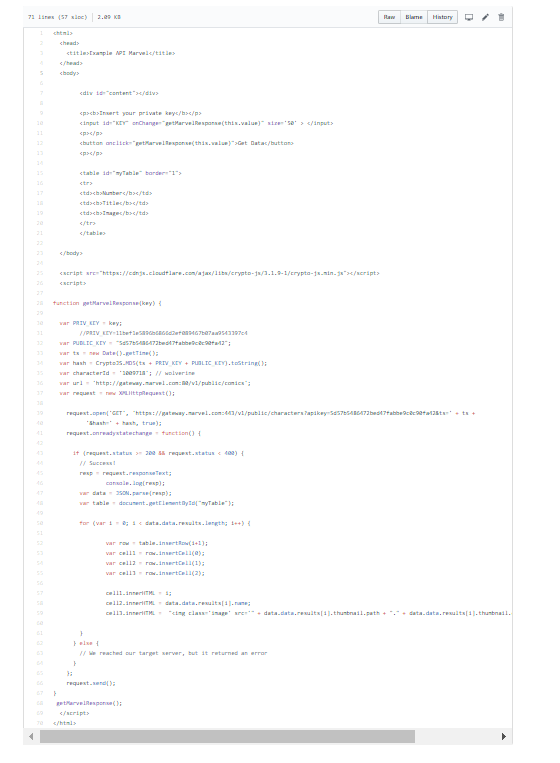 71 lines (57 sloc) 2.09 KB Raw Blame History
1 <html>
2 <head>
3 <title>Example API Marvel</title>
4 </head>
5 <body>
6
7 <div id="content"></div>
8
9 <p><b>Insert your private key</b></p>
10 <input id="KEY" onChange="getMarvelResponse(this.value)" size="50" > </input>
11 <p></p>
12 <button onclick="getMarvelResponse(this.value)">Get Data</button>
13 <p></p>
14
15 <table id="myTable" border="1">
16 <tr>
17 <td><b>Number</b></td>
18 <td><b>Title</b></td>
19 <td><b>Image</b></td>
20 </tr>
21 </table>
22
23 </body>
24
25 <script src="https://cdnjs.cloudflare.com/ajax/libs/crypto-js/3.1.9-1/crypto-js.min.js"></script>
26 <script>
27
28 function getMarvelResponse(key) {
29
30 var PRIV_KEY = key;
31 //PRIV_KEY=
32 var PUBLIC_KEY =
33 var ts = new Date().getTime();
34 var hash = CryptoJS.MD5(ts + PRIV_KEY + PUBLIC_KEY).toString();
35 var characterId = '1009718'; // wolverine
36 var url = 'http://gateway.marvel.com:80/v1/public/comics';
37 var request = new XMLHttpRequest();
38
39 request.open('GET', 'https://gateway.marvel.com:443/v1/public/characters?apikey= + ts +
40 '&hash=' + hash, true);
41 request.onreadystatechange = function() {
42
43 if (request.status >= 200 && request.status < 400) {
44 // Success!
45 resp = request.responseText;
46 console.log(resp);
47 var data = JSON.parse(resp);
48 var table = document.getElementById("myTable");
49
50 for (var i = 0; i < data.data.results.length; i++) {
51
52 var row = table.insertRow(i+1);
53 var cell1 = row.insertCell(0);
54 var cell2 = row.insertCell(1);
55 var cell3 = row.insertCell(2);
56
57 cell1.innerHTML = i;
58 cell2.innerHTML = data.data.results[i].name;
59 cell3.innerHTML = "<img class='image' src='" + data.data.results[i].thumbnail.path + "." + data.data.results[i].thumbnail.
60
61 }
62 } else {
63 // We reached our target server, but it returned an error
64 }
65 };
66 request.send();
67 }
68 getMarvelResponse();
69 </script>
70 </html>